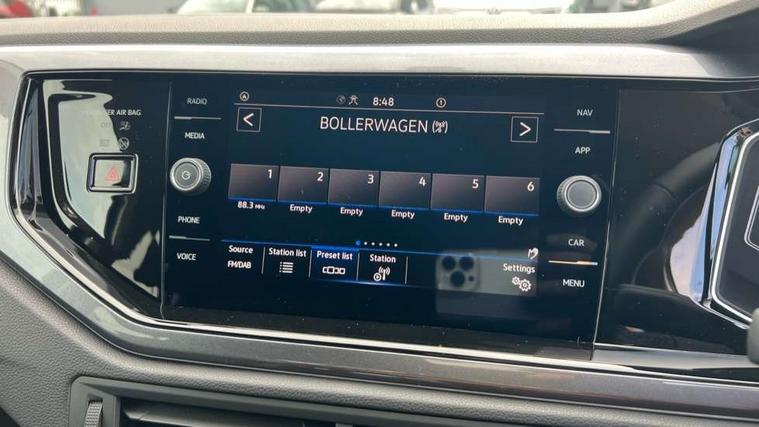 RADIO
MEDIA
PHONE
VOICE
AIR BAG
OFF
8:48
BOLLERWAGEN
1 2 3 4 5 6
88.3 MHz Empty Empty Empty Empty Empty
Source Station list Preset list Station Settings
FM/DAB
NAV
APP
CAR
MENU